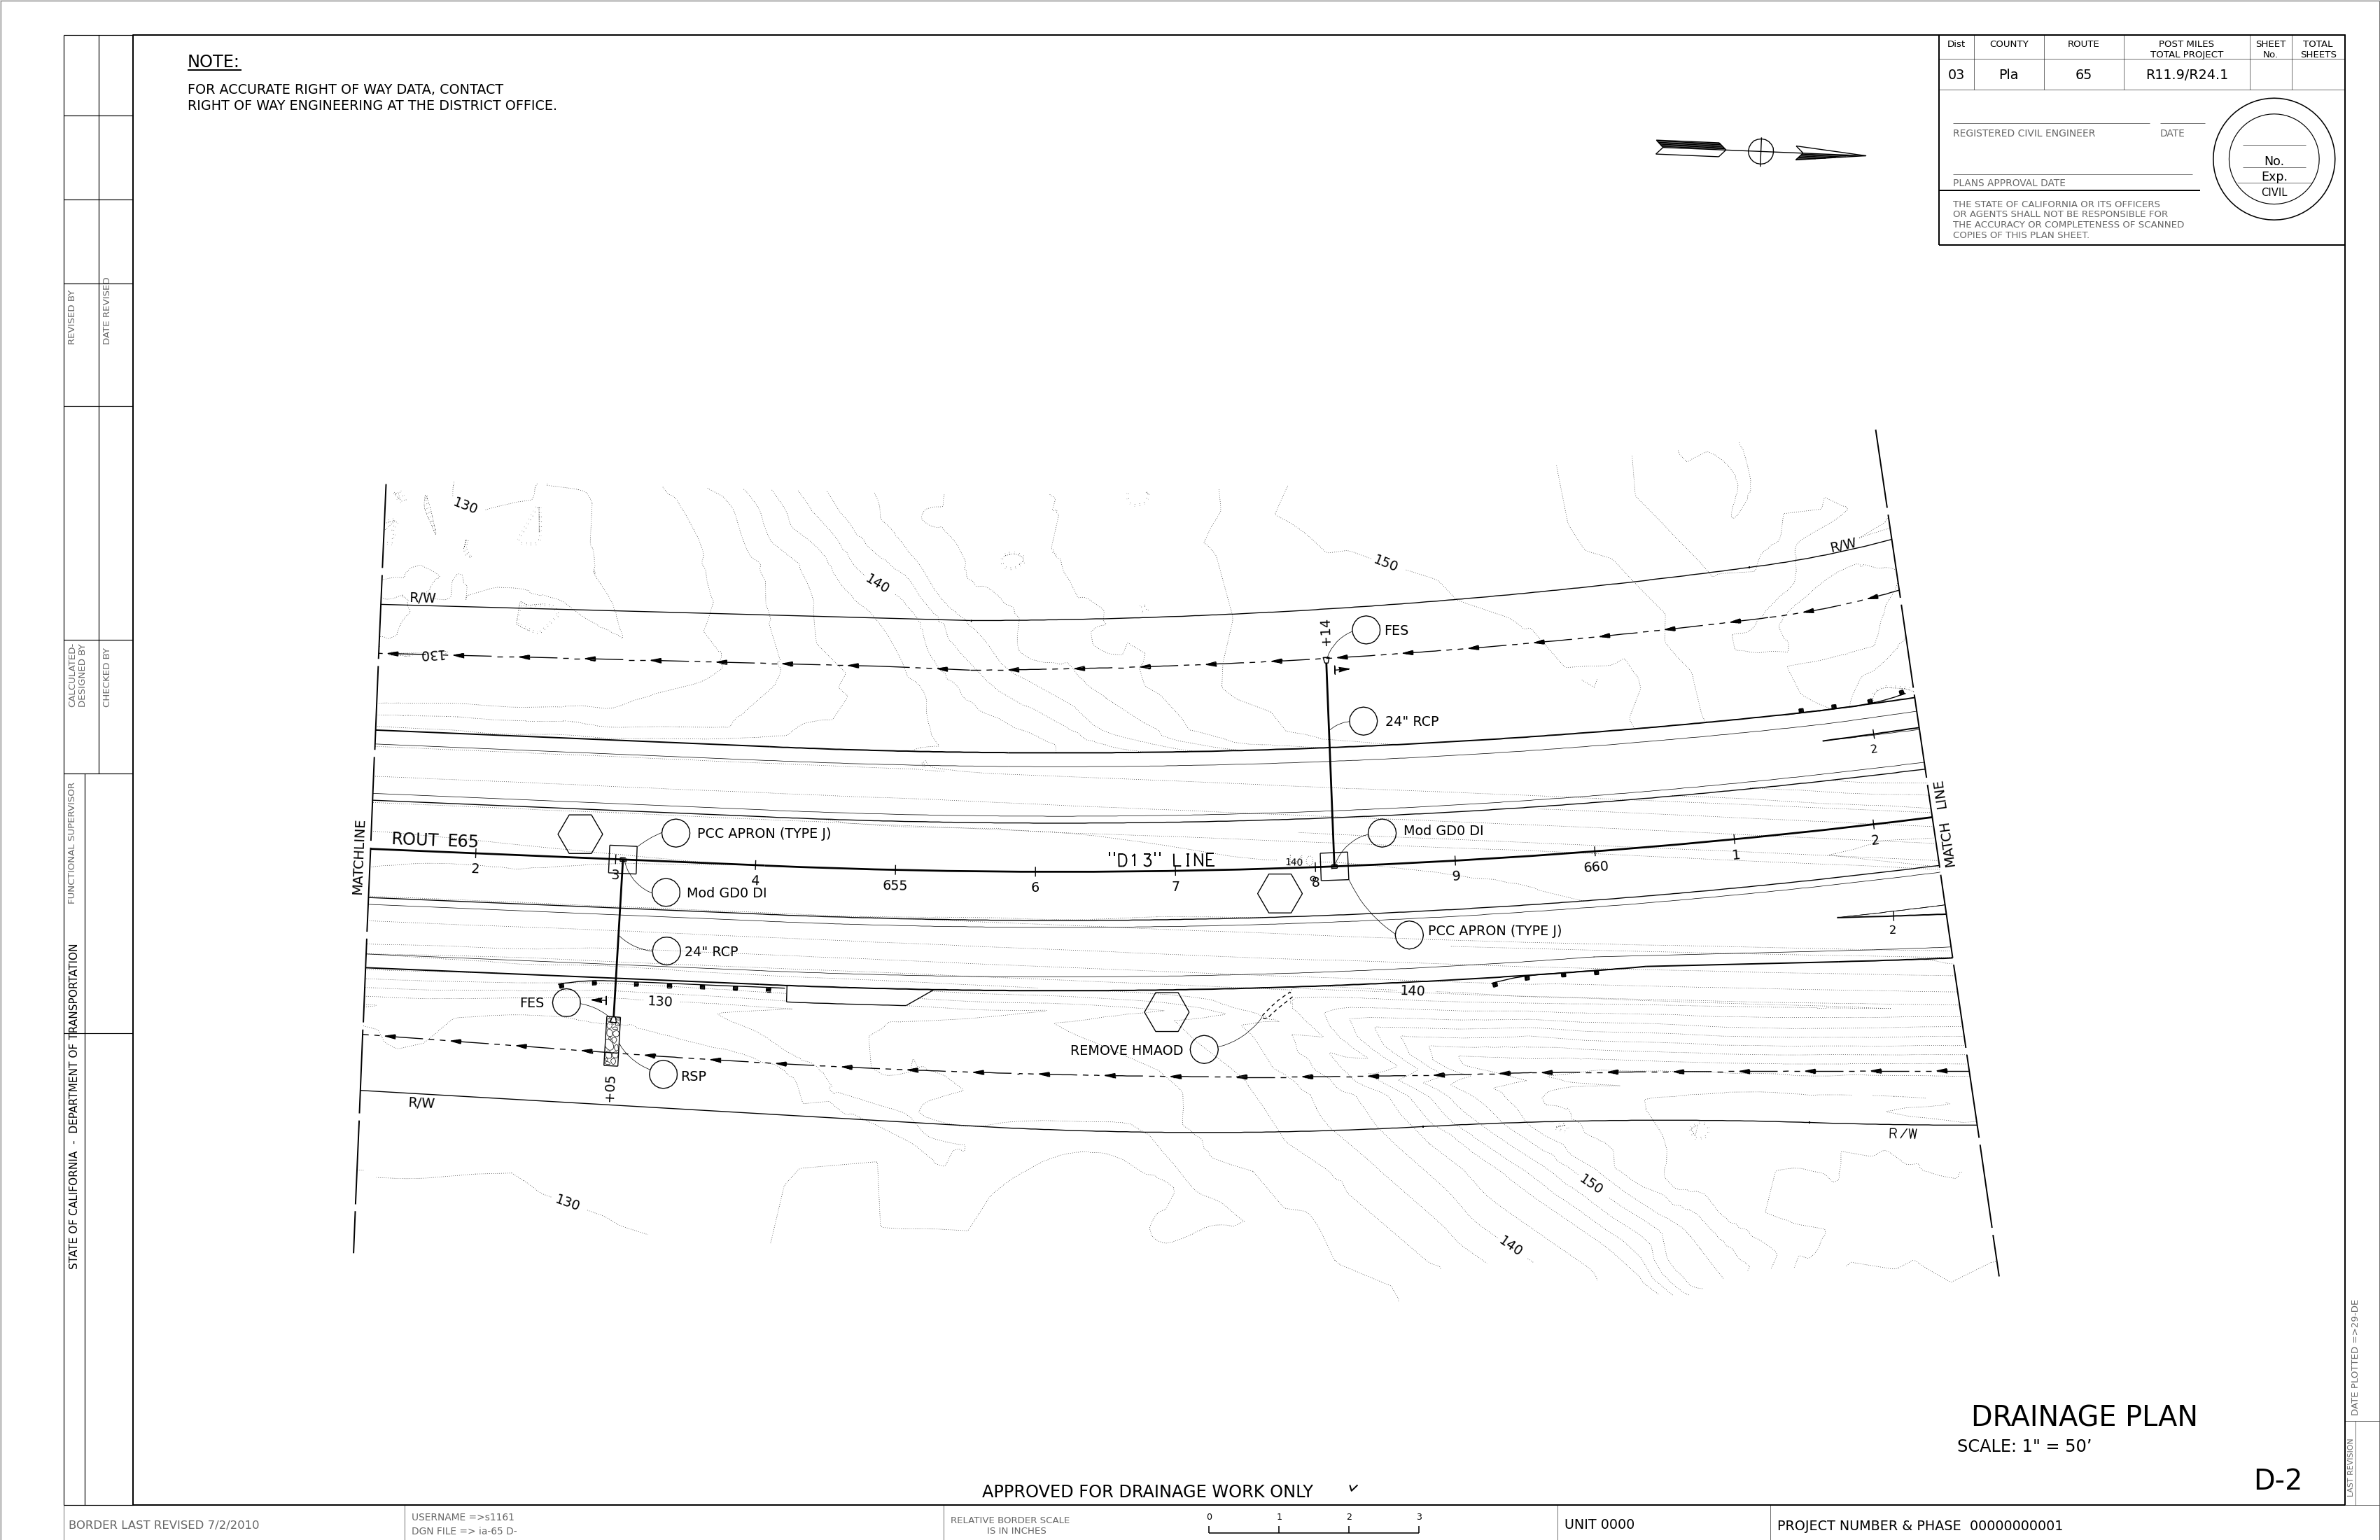 NOTE:
FOR ACCURATE RIGHT OF WAY DATA, CONTACT
RIGHT OF WAY ENGINEERING AT THE DISTRICT OFFICE.
Dist COUNTY ROUTE POST MILES TOTAL PROJECT SHEET No. TOTAL SHEETS
03 Pla 65 R11.9/R24.1
REGISTERED CIVIL ENGINEER DATE
PLANS APPROVAL DATE
No.
Exp.
CIVIL
THE STATE OF CALIFORNIA OR ITS OFFICERS
OR AGENTS SHALL NOT BE RESPONSIBLE FOR
THE ACCURACY OR COMPLETENESS OF SCANNED
COPIES OF THIS PLAN SHEET.
REVISED BY
DATE REVISED
CALCULATED-
DESIGNED BY
CHECKED BY
FUNCTIONAL SUPERVISOR
STATE OF CALIFORNIA - DEPARTMENT OF TRANSPORTATION
130
140
150
R/W
R/W
130
+14
FES
24" RCP
2
MATCHLINE
ROUT E65
PCC APRON (TYPE J)
"D13" LINE
140
Mod GD0 DI
MATCH LINE
2
3
4
655
6
7
8
9
660
1
2
Mod GD0 DI
PCC APRON (TYPE J)
2
24" RCP
FES
130
140
REMOVE HMAOD
RSP
+05
R/W
R/W
130
150
140
DRAINAGE PLAN
SCALE: 1" = 50’
D-2
APPROVED FOR DRAINAGE WORK ONLY
DATE PLOTTED =>29-DE
LAST REVISION
BORDER LAST REVISED 7/2/2010
USERNAME =>s1161
DGN FILE => ia-65 D-
RELATIVE BORDER SCALE
IS IN INCHES
0 1 2 3
UNIT 0000
PROJECT NUMBER & PHASE 00000000001